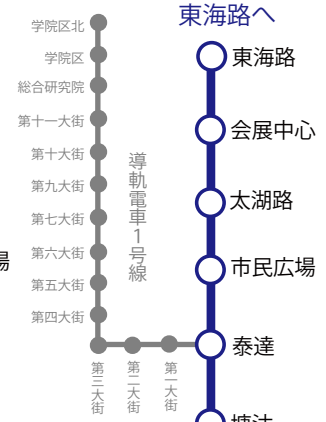 東海路へ
学院区北
学院区
総合研究院
第十一大街
第十大街
第九大街
第七大街
第六大街
第五大街
第四大街
第三大街
第二大街
第一大街
導軌電車1号線
東海路
会展中心
太湖路
市民広場
泰達
場